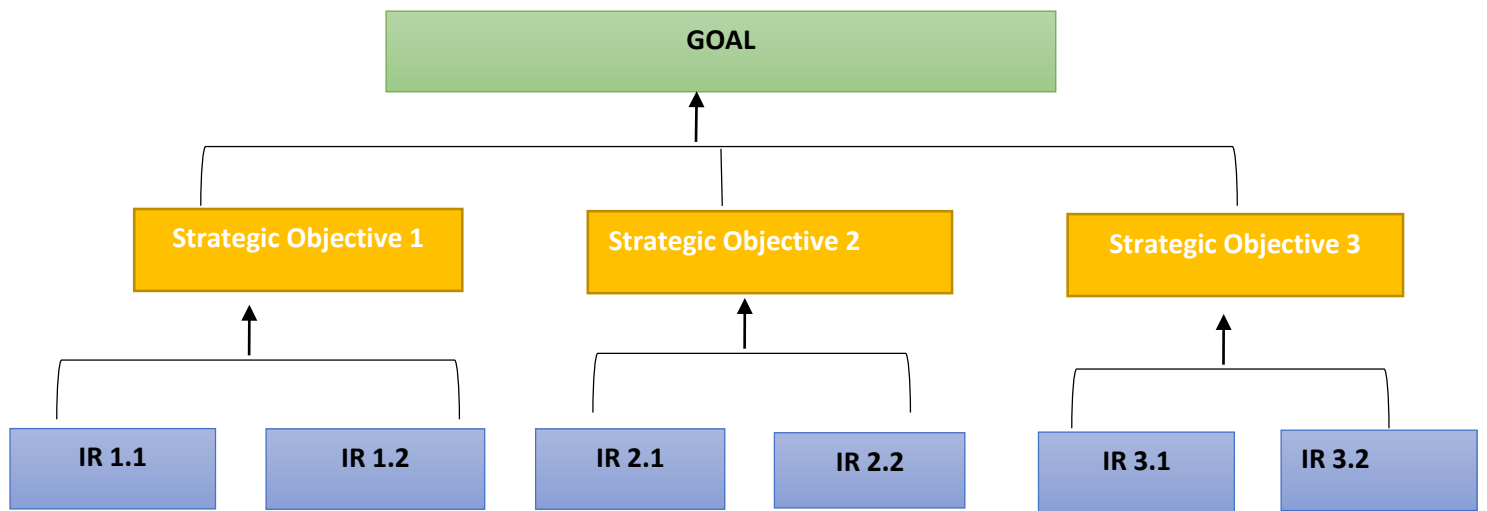 GOAL
Strategic Objective 1
Strategic Objective 2
Strategic Objective 3
IR 1.1
IR 1.2
IR 2.1
IR 2.2
IR 3.1
IR 3.2